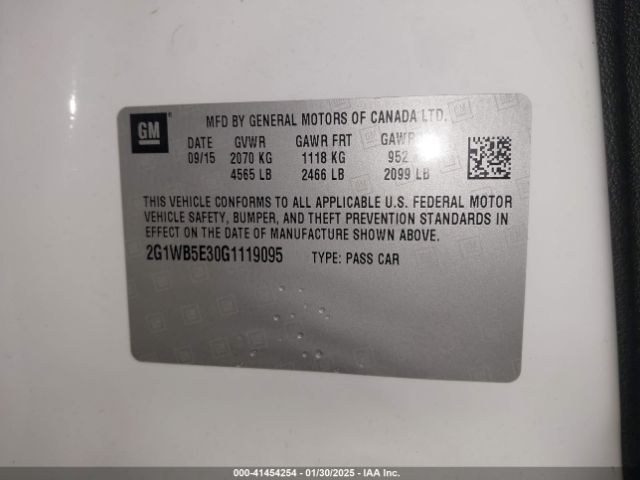 GM
MFD BY GENERAL MOTORS OF CANADA LTD.
DATE GVWR GAWR FRT GAWR
09/15 2070 KG 1118 KG 952
4565 LB 2466 LB 2099 LB
THIS VEHICLE CONFORMS TO ALL APPLICABLE U.S. FEDERAL MOTOR
VEHICLE SAFETY, BUMPER, AND THEFT PREVENTION STANDARDS IN
EFFECT ON THE DATE OF MANUFACTURE SHOWN ABOVE.
2G1WB5E30G1119095 TYPE: PASS CAR
©-41454254 - 01/30/2025 - IAA Inc.